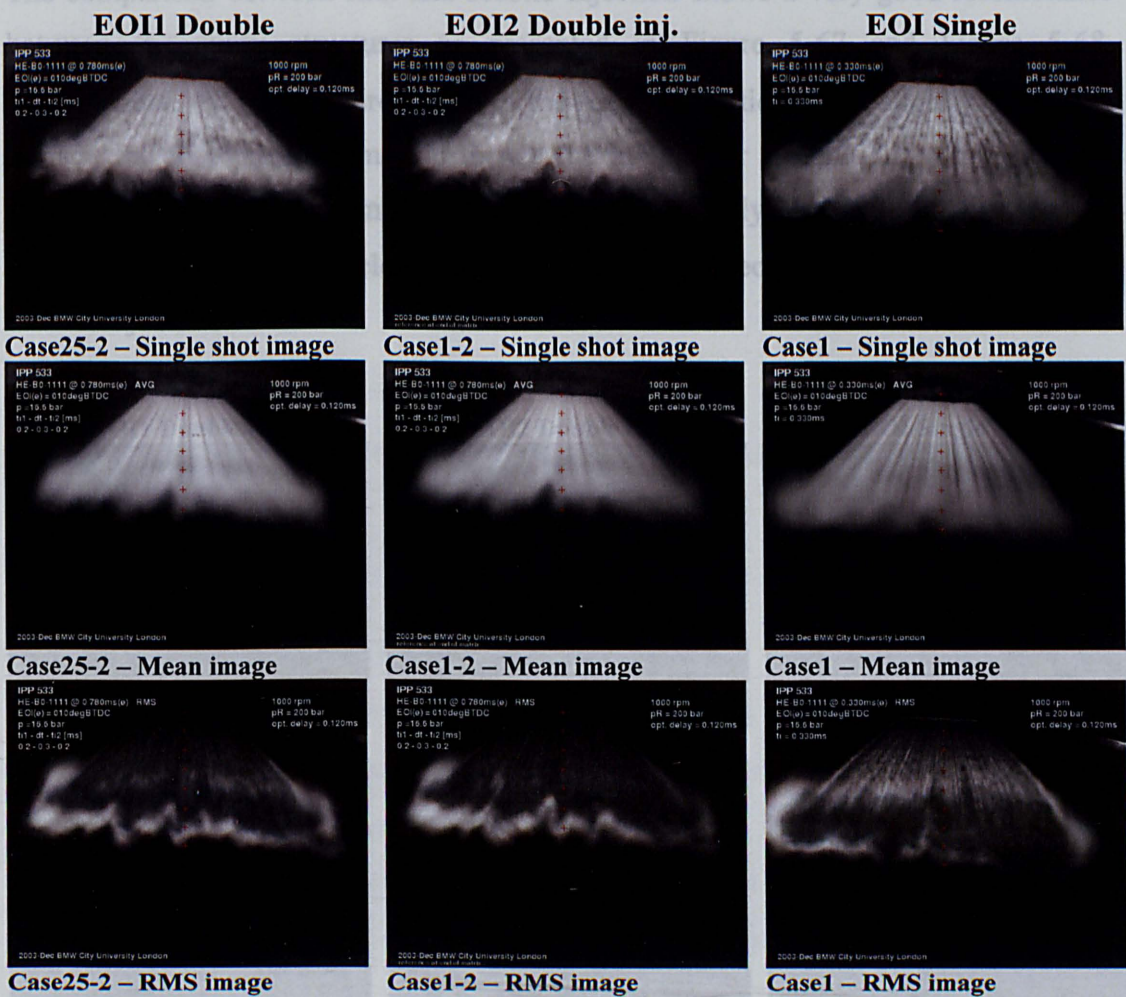 EOI1 Double
EOI2 Double inj.
EOI Single
IPP 533
HE-B0-1111 @ 0.780ms(e)
EOI(e) = 010degBTDC
p =15.5 bar
ti1 - dt - ti2 [ms]
0.2 - 0.3 - 0.2
1000 rpm
pR = 200 bar
opt. delay = 0.120ms
2003-Dec BMW City University London
IPP 533
HE-B0-1111 @ 0.780ms(e)
EOI(e) = 010degBTDC
p =15.5 bar
ti1 - dt - ti2 [ms]
0.2 - 0.3 - 0.2
1000 rpm
pR = 200 bar
opt. delay = 0.120ms
2003-Dec BMW City University London
IPP 533
HE-B0-1111 @ 0.330ms(e)
EOI(e) = 010degBTDC
p =15.5 bar
ti = 0.330ms
1000 rpm
pR = 200 bar
opt. delay = 0.120ms
2003-Dec BMW City University London
Case25-2 – Single shot image
Case1-2 – Single shot image
Case1 – Single shot image
IPP 533
HE-B0-1111 @ 0.780ms(e) AVG
EOI(e) = 010degBTDC
p =15.5 bar
ti1 - dt - ti2 [ms]
0.2 - 0.3 - 0.2
1000 rpm
pR = 200 bar
opt. delay = 0.120ms
2003-Dec BMW City University London
IPP 533
HE-B0-1111 @ 0.780ms(e) AVG
EOI(e) = 010degBTDC
p =15.5 bar
ti1 - dt - ti2 [ms]
0.2 - 0.3 - 0.2
1000 rpm
pR = 200 bar
opt. delay = 0.120ms
2003-Dec BMW City University London
IPP 533
HE-B0-1111 @ 0.330ms(e) AVG
EOI(e) = 010degBTDC
p =15.5 bar
ti = 0.330ms
1000 rpm
pR = 200 bar
opt. delay = 0.120ms
2003-Dec BMW City University London
Case25-2 – Mean image
Case1-2 – Mean image
Case1 – Mean image
IPP 533
HE-B0-1111 @ 0.780ms(e) RMS
EOI(e) = 010degBTDC
p =15.5 bar
ti1 - dt - ti2 [ms]
0.2 - 0.3 - 0.2
1000 rpm
pR = 200 bar
opt. delay = 0.120ms
2003-Dec BMW City University London
IPP 533
HE-B0-1111 @ 0.780ms(e) RMS
EOI(e) = 010degBTDC
p =15.5 bar
ti1 - dt - ti2 [ms]
0.2 - 0.3 - 0.2
1000 rpm
pR = 200 bar
opt. delay = 0.120ms
2003-Dec BMW City University London
IPP 533
HE-B0-1111 @ 0.330ms(e) RMS
EOI(e) = 010degBTDC
p =15.5 bar
ti = 0.330ms
1000 rpm
pR = 200 bar
opt. delay = 0.120ms
2003-Dec BMW City University London
Case25-2 – RMS image
Case1-2 – RMS image
Case1 – RMS image